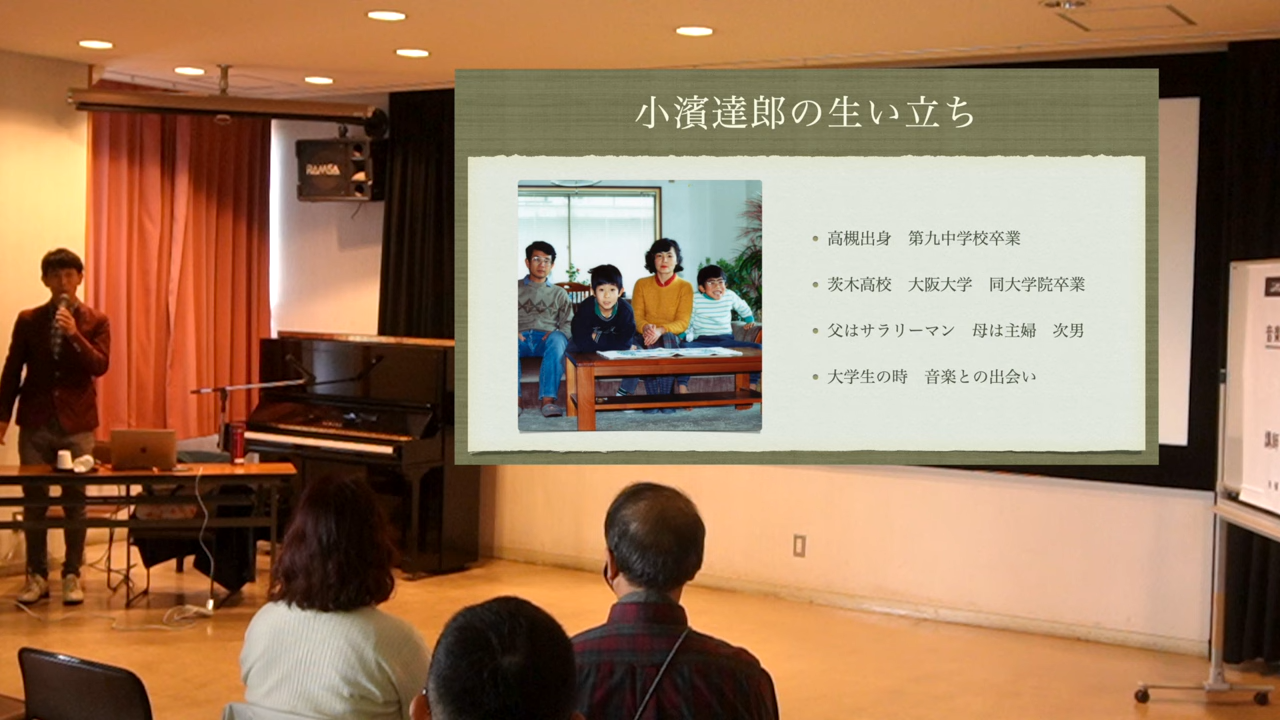 小濱達郎の生い立ち
高槻出身 第九中学校卒業
茨木高校 大阪大学 同大学院卒業
父はサラリーマン 母は主婦 次男
大学生の時 音楽との出会い
RAMSA